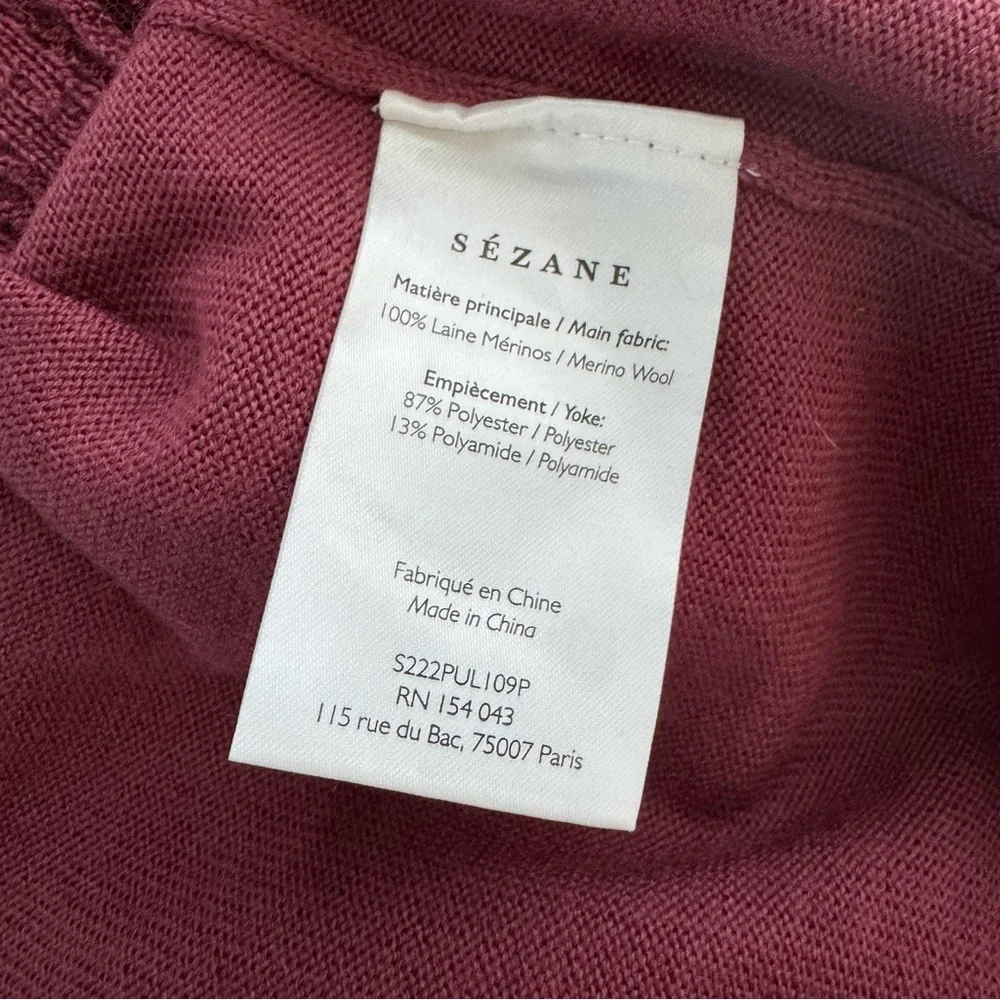 SÉZANE
Matière principale / Main fabric:
100% Laine Mérinos / Merino Wool
Empiècement / Yoke:
87% Polyester / Polyester
13% Polyamide / Polyamide
Fabriqué en Chine
Made in China
S222PUL109P
RN 154 043
115 rue du Bac, 75007 Paris